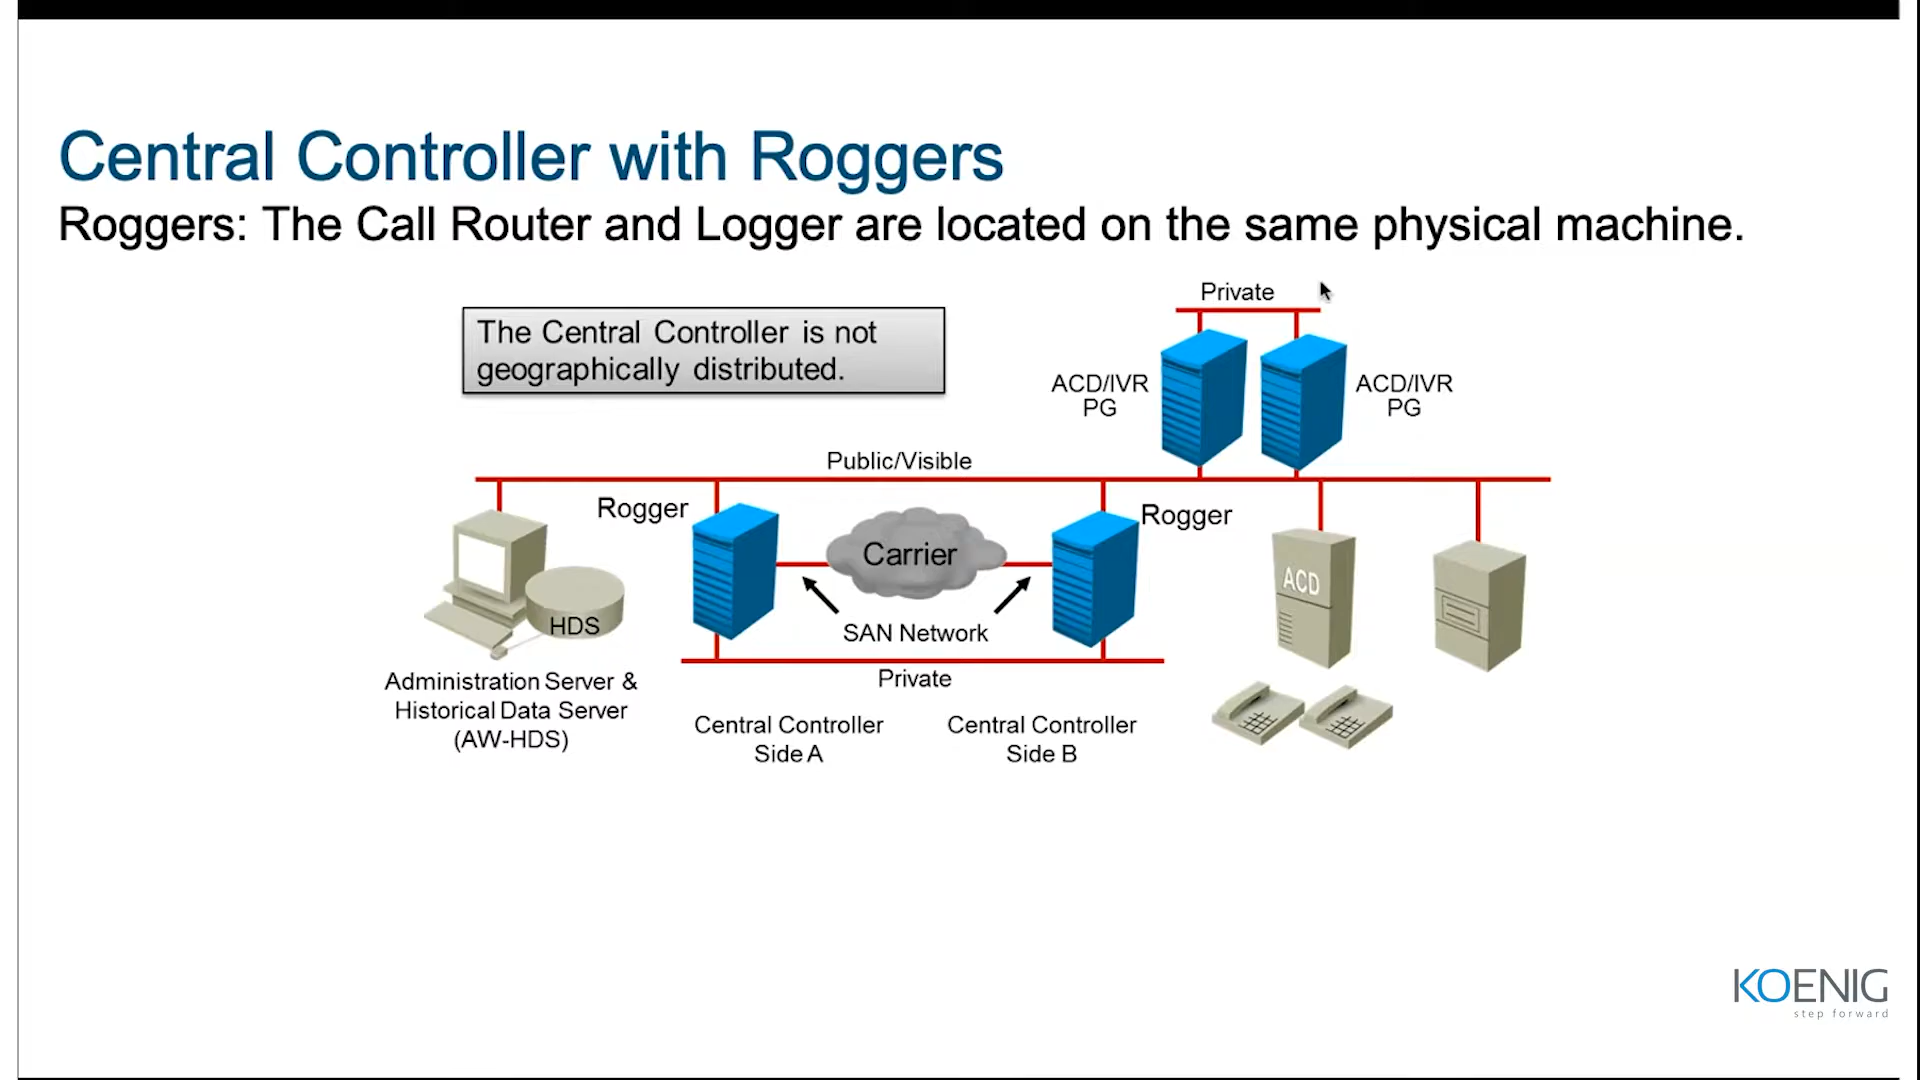 Central Controller with Roggers
Roggers: The Call Router and Logger are located on the same physical machine.
Private
The Central Controller is not
geographically distributed.
ACD/IVR
PG
ACD/IVR
PG
Public/Visible
Rogger
Rogger
Carrier
ACD
HDS
SAN Network
Private
Administration Server &
Historical Data Server
(AW-HDS)
Central Controller
Side A
Central Controller
Side B
KOENIG
step forward